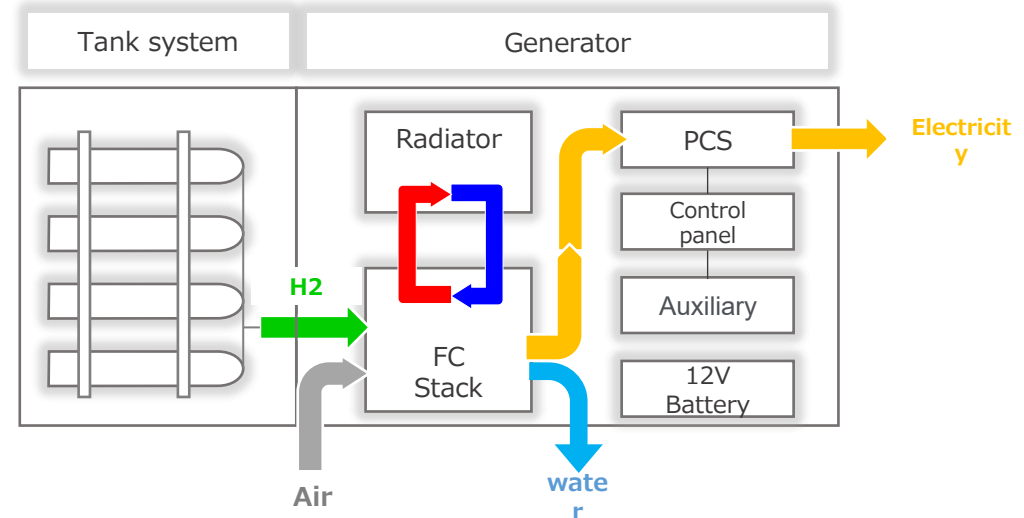 Tank system
Generator
Radiator
PCS
Electricit
y
Control
panel
H2
Auxiliary
FC
Stack
12V
Battery
Air
wate
r